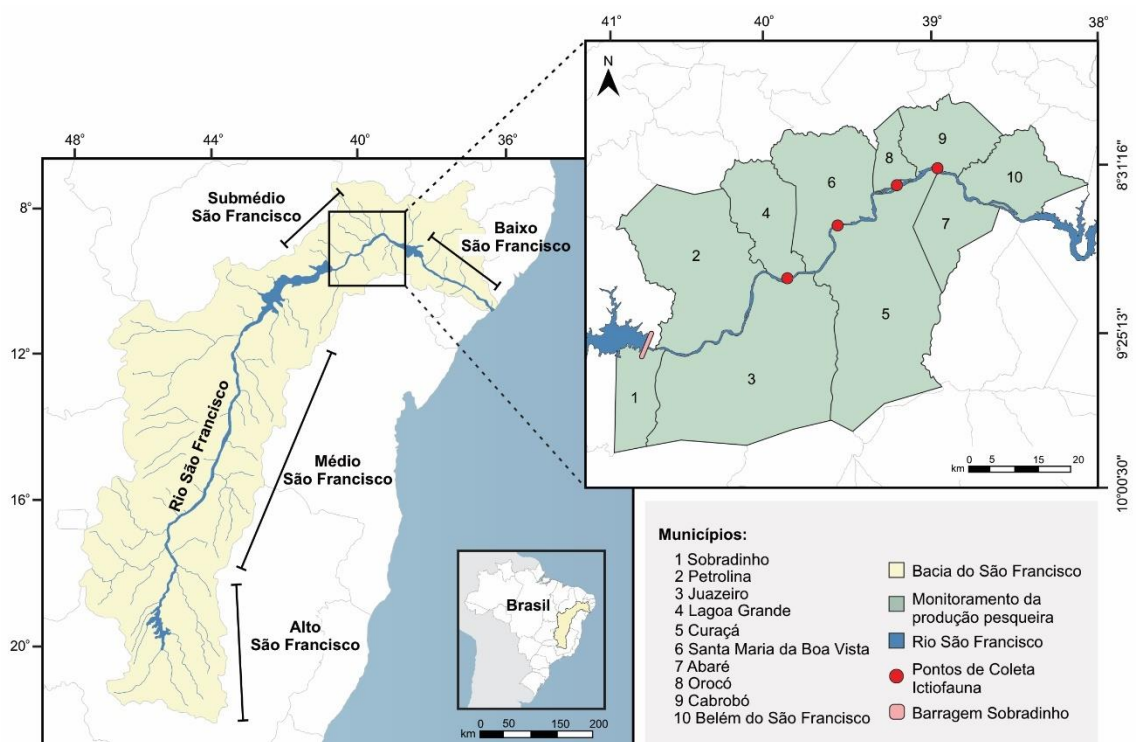 48°
44°
40°
36°
8°
12°
16°
20°
Submédio
São Francisco
Baixo
São Francisco
Rio São Francisco
Médio
São Francisco
Alto
São Francisco
Brasil
km
0 50 100 200
41°
40°
39°
38°
N
8°31'16"
9°25'13"
10°00'30"
1
2
3
4
5
6
7
8
9
10
0 5 15 20
km
Municípios:
1 Sobradinho
2 Petrolina
3 Juazeiro
4 Lagoa Grande
5 Curaçá
6 Santa Maria da Boa Vista
7 Abaré
8 Orocó
9 Cabrobó
10 Belém do São Francisco
Bacia do São Francisco
Monitoramento da
produção pesqueira
Rio São Francisco
Pontos de Coleta
Ictiofauna
Barragem Sobradinho